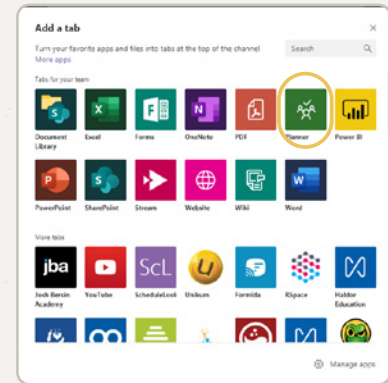 Add a tab
Turn your favorite apps and files into tabs at the top of the channel
More apps
Search
Tabs for your team
Document Library
Excel
Forms
OneNote
PDF
Planner
Power BI
PowerPoint
SharePoint
Stream
Website
Wiki
Word
More tabs
jba
ScL
Josh Bersin Academy
YouTube
ScheduleLook
Unikum
Formida
RSpace
Haldor Education
Manage apps